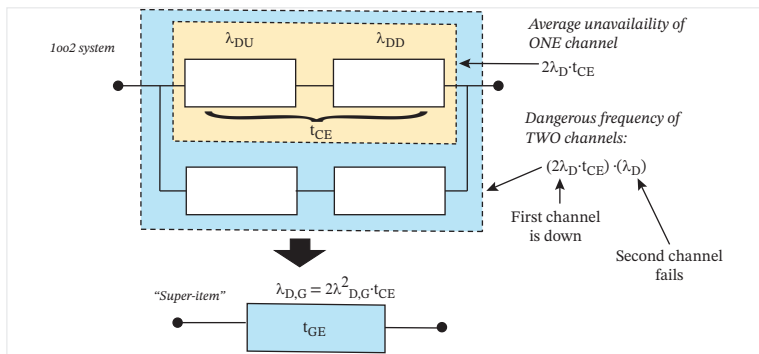 1oo2 system
λDU
λDD
tCE
Average unavailaility of
ONE channel
2λD·tCE
Dangerous frequency of
TWO channels:
(2λD·tCE) ·(λD)
First channel
is down
Second channel
fails
"Super-item"
λD,G = 2λ²D,G·tCE
tGE